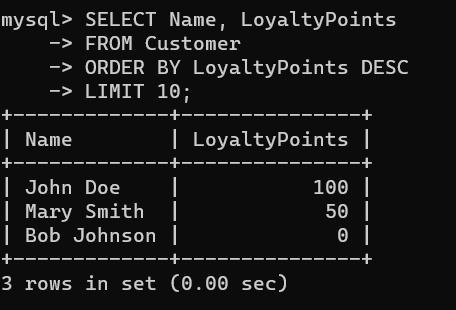 mysql> SELECT Name, LoyaltyPoints
    -> FROM Customer
    -> ORDER BY LoyaltyPoints DESC
    -> LIMIT 10;
+-------------+---------------+
| Name        | LoyaltyPoints |
+-------------+---------------+
| John Doe    |           100 |
| Mary Smith  |            50 |
| Bob Johnson |             0 |
+-------------+---------------+
3 rows in set (0.00 sec)